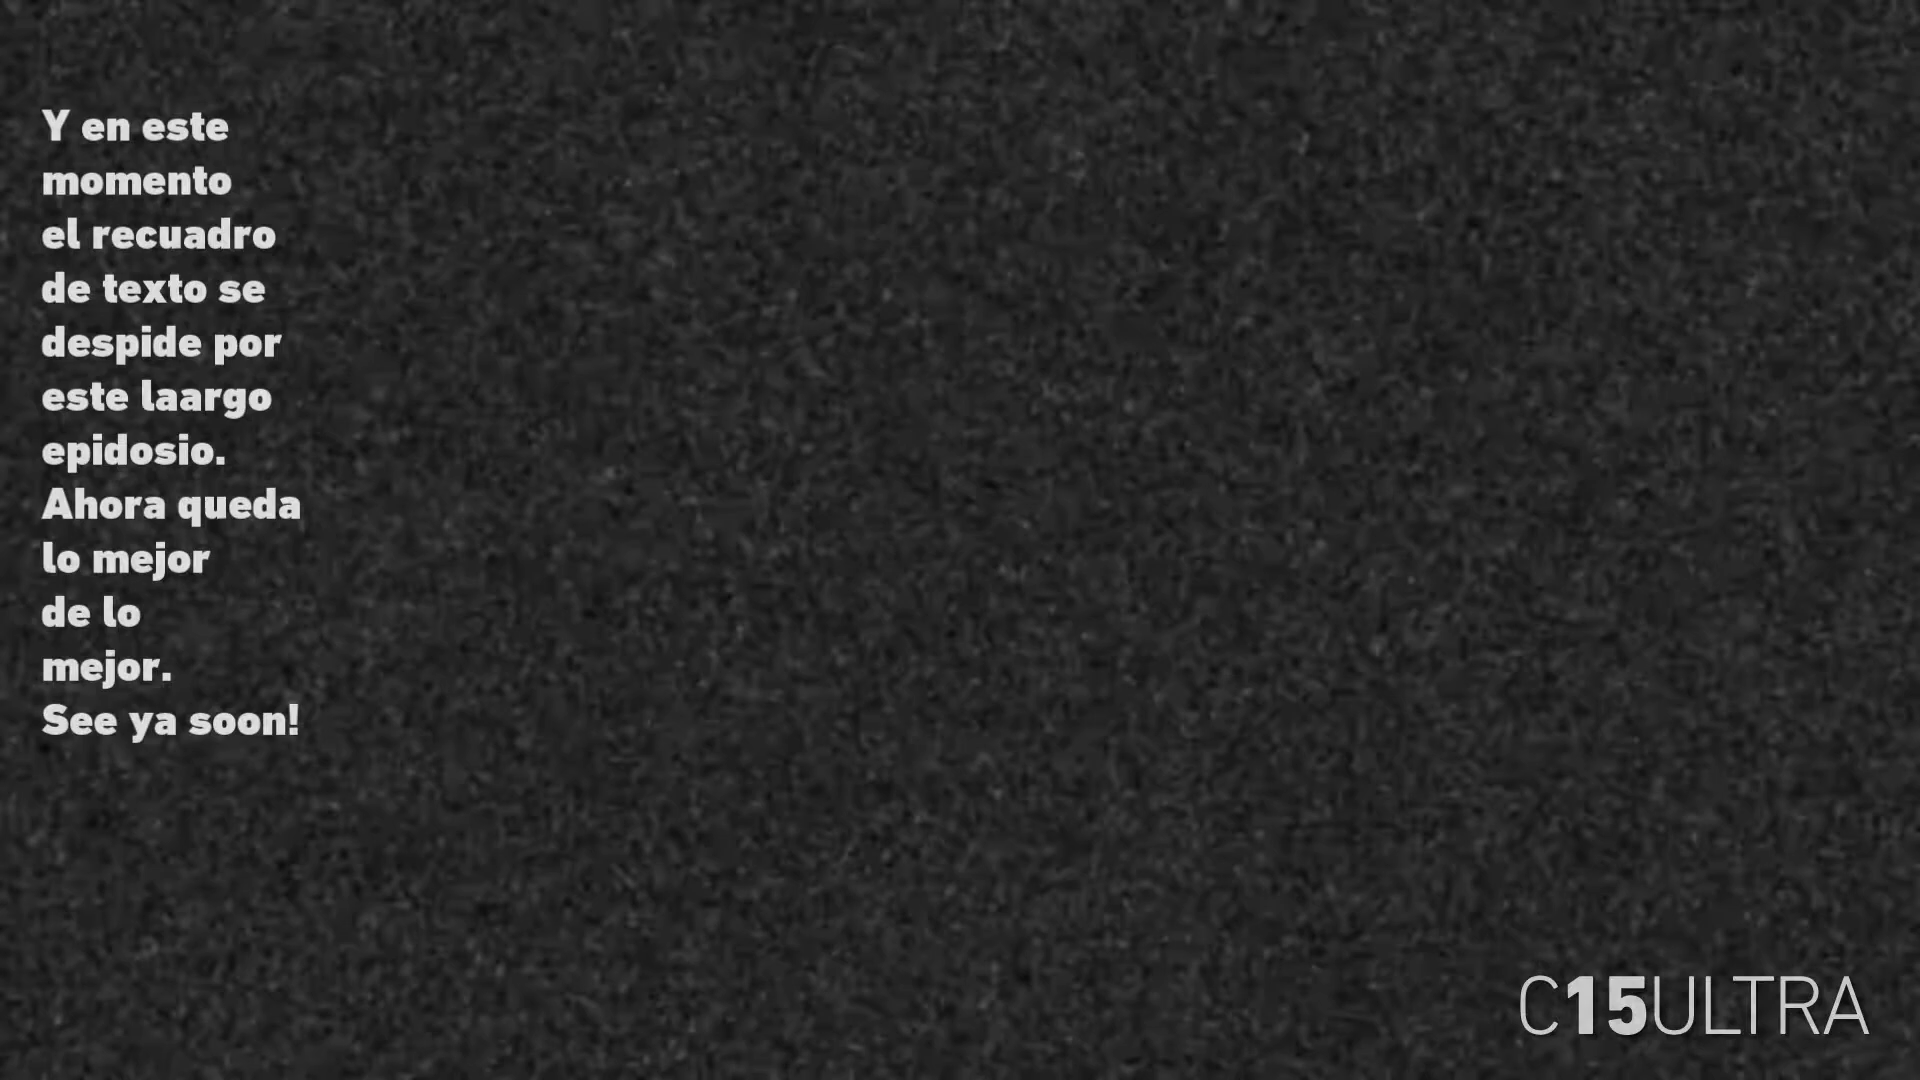 Y en este
momento
el recuadro
de texto se
despide por
este laargo
epidosio.
Ahora queda
lo mejor
de lo
mejor.
See ya soon!
C15ULTRA